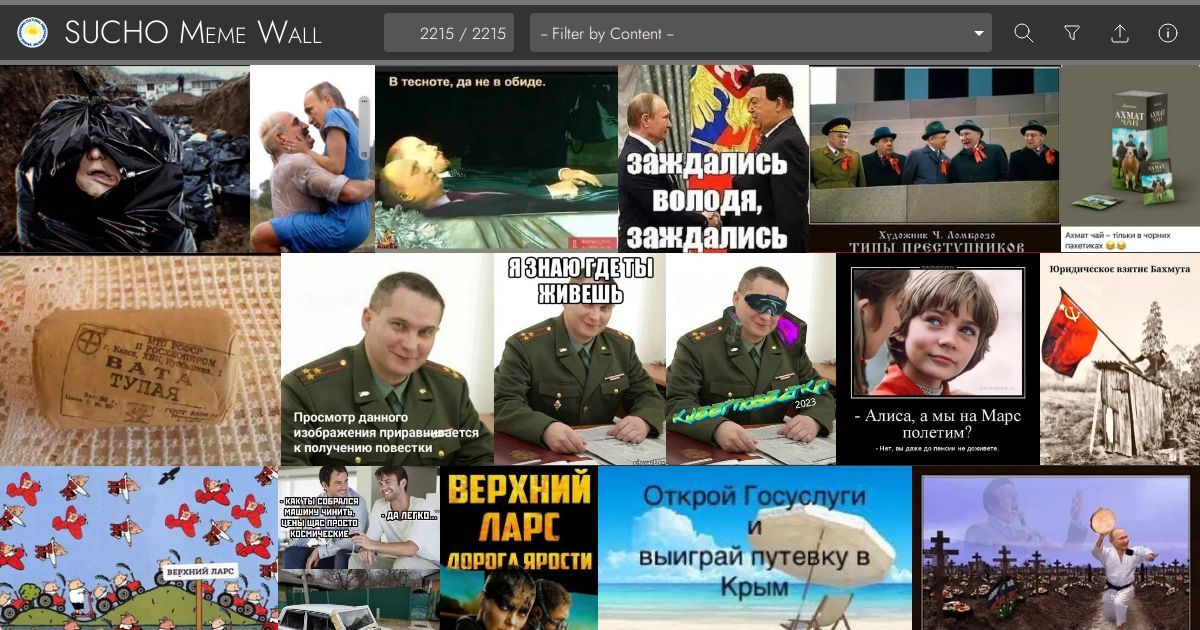 SUCHO Meme Wall
2215 / 2215
-- Filter by Content --
В тесноте, да не в обиде.
заждались
володя,
заждались
Художник Ч. Ломброзо
ТИПЫ ПРЕСТУПНИКОВ
АХМАТ
ЧАЙ
Ахмат чай – тільки в чорних
пакетиках 😂😂
МТП РСФСР
г. Канск, ХБК,
ВАТА
ТУПАЯ
ГОСТ
Просмотр данного
изображения приравнивается
к получению повестки
Я ЗНАЮ ГДЕ ТЫ
ЖИВЕШЬ
КИБЕРПОВЕСТКА
2023
- Алиса, а мы на Марс
полетим?
- Нет, вы даже до пенсии не доживете.
Юридическое взятие Бахмута
ВЕРХНИЙ ЛАРС
- КАК ТЫ СОБРАЛСЯ
МАШИНУ ЧИНИТЬ,
ЦЕНЫ ЩАС ПРОСТО
КОСМИЧЕСКИЕ
- ДА ЛЕГКО...
ВЕРХНИЙ
ЛАРС
ДОРОГА ЯРОСТИ
Открой Госуслуги
и
выиграй путевку в
Крым